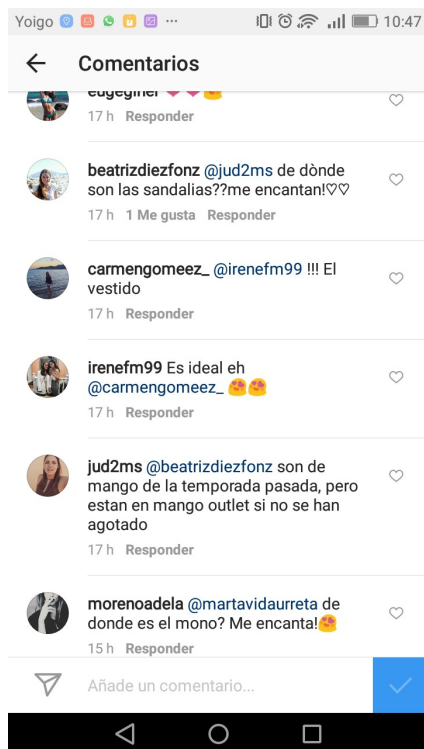 Yoigo 10:47
Comentarios
eugeginer ❤❤😍
17 h Responder
beatrizdiezfonz @jud2ms de dònde
son las sandalias??me encantan!♡♡
17 h 1 Me gusta Responder
carmengomeez_ @irenefm99 !!! El
vestido
17 h Responder
irenefm99 Es ideal eh
@carmengomeez_ 😍😍
17 h Responder
jud2ms @beatrizdiezfonz son de
mango de la temporada pasada, pero
estan en mango outlet si no se han
agotado
17 h Responder
morenoadela @martavidaurreta de
donde es el mono? Me encanta!😍
15 h Responder
Añade un comentario...